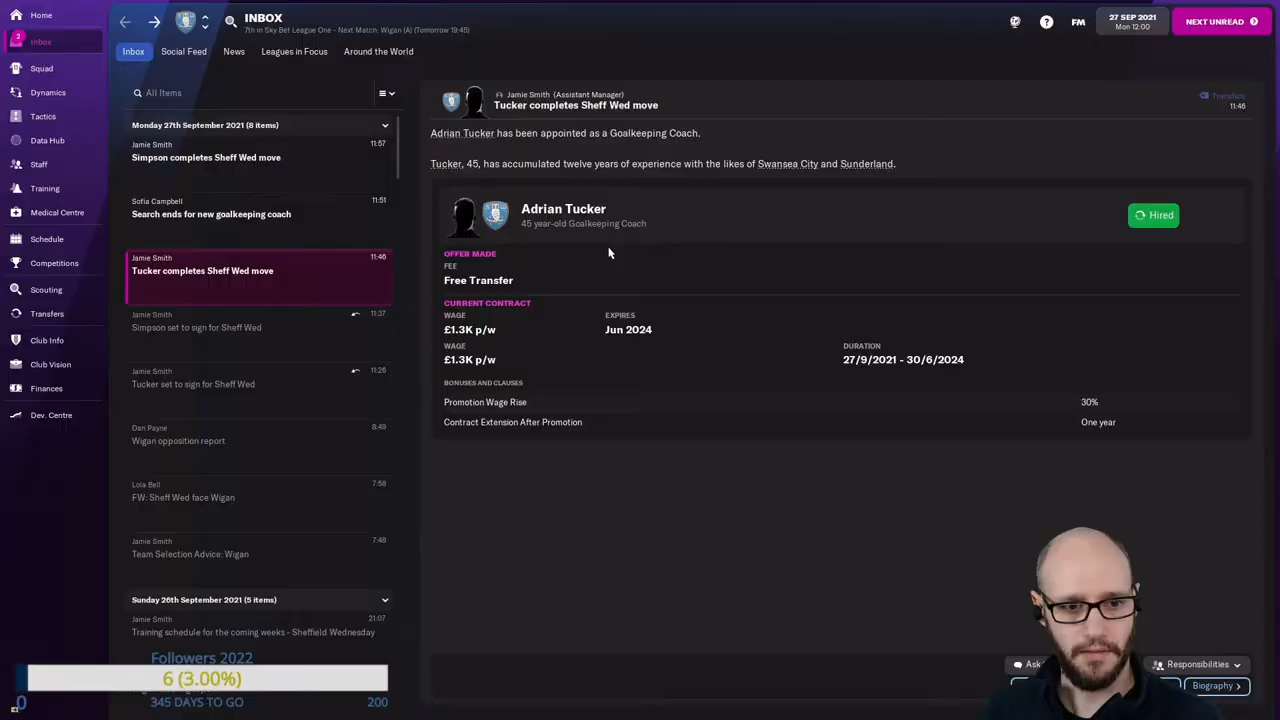 Home
2
Inbox
Squad
Dynamics
Tactics
Data Hub
Staff
Training
Medical Centre
Schedule
Competitions
Scouting
Transfers
Club Info
Club Vision
Finances
Dev. Centre
INBOX
7th in Sky Bet League One - Next Match: Wigan (A) (Tomorrow 19:45)
FM
27 SEP 2021
Mon 12:00
NEXT UNREAD
Inbox
Social Feed
News
Leagues in Focus
Around the World
All Items
Monday 27th September 2021 (8 items)
Jamie Smith 11:57
Simpson completes Sheff Wed move
Sofia Campbell 11:51
Search ends for new goalkeeping coach
Jamie Smith 11:46
Tucker completes Sheff Wed move
Jamie Smith 11:37
Simpson set to sign for Sheff Wed
Jamie Smith 11:26
Tucker set to sign for Sheff Wed
Dan Payne 8:49
Wigan opposition report
Lola Bell 7:58
FW: Sheff Wed face Wigan
Jamie Smith 7:48
Team Selection Advice: Wigan
Sunday 26th September 2021 (5 items)
Jamie Smith 21:07
Training schedule for the coming weeks - Sheffield Wednesday
Followers 2022
6 (3.00%)
0 345 DAYS TO GO 200
Jamie Smith (Assistant Manager)
Tucker completes Sheff Wed move
Transfers
11:46
Adrian Tucker has been appointed as a Goalkeeping Coach.
Tucker, 45, has accumulated twelve years of experience with the likes of Swansea City and Sunderland.
Adrian Tucker
45 year-old Goalkeeping Coach
Hired
OFFER MADE
FEE
Free Transfer
CURRENT CONTRACT
WAGE EXPIRES
£1.3K p/w Jun 2024
WAGE DURATION
£1.3K p/w 27/9/2021 - 30/6/2024
BONUSES AND CLAUSES
Promotion Wage Rise 30%
Contract Extension After Promotion One year
Ask
Responsibilities
Biography